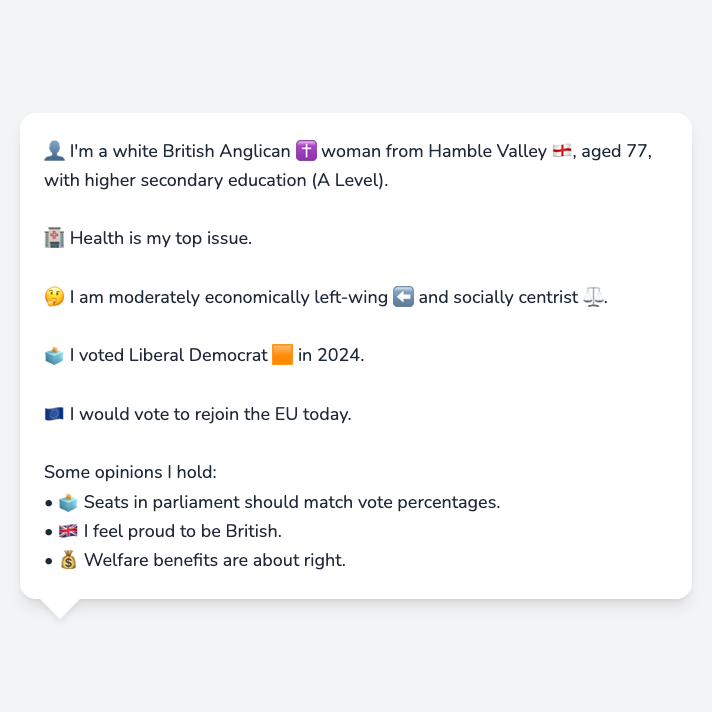 👤 I'm a white British Anglican ✝️ woman from Hamble Valley 🏴󠁧󠁢󠁥󠁮󠁧󠁿, aged 77,
with higher secondary education (A Level).
🏥 Health is my top issue.
🤔 I am moderately economically left-wing ⬅️ and socially centrist ⚖️.
🗳️ I voted Liberal Democrat 🟧 in 2024.
🇪🇺 I would vote to rejoin the EU today.
Some opinions I hold:
• 🗳️ Seats in parliament should match vote percentages.
• 🇬🇧 I feel proud to be British.
• 💰 Welfare benefits are about right.